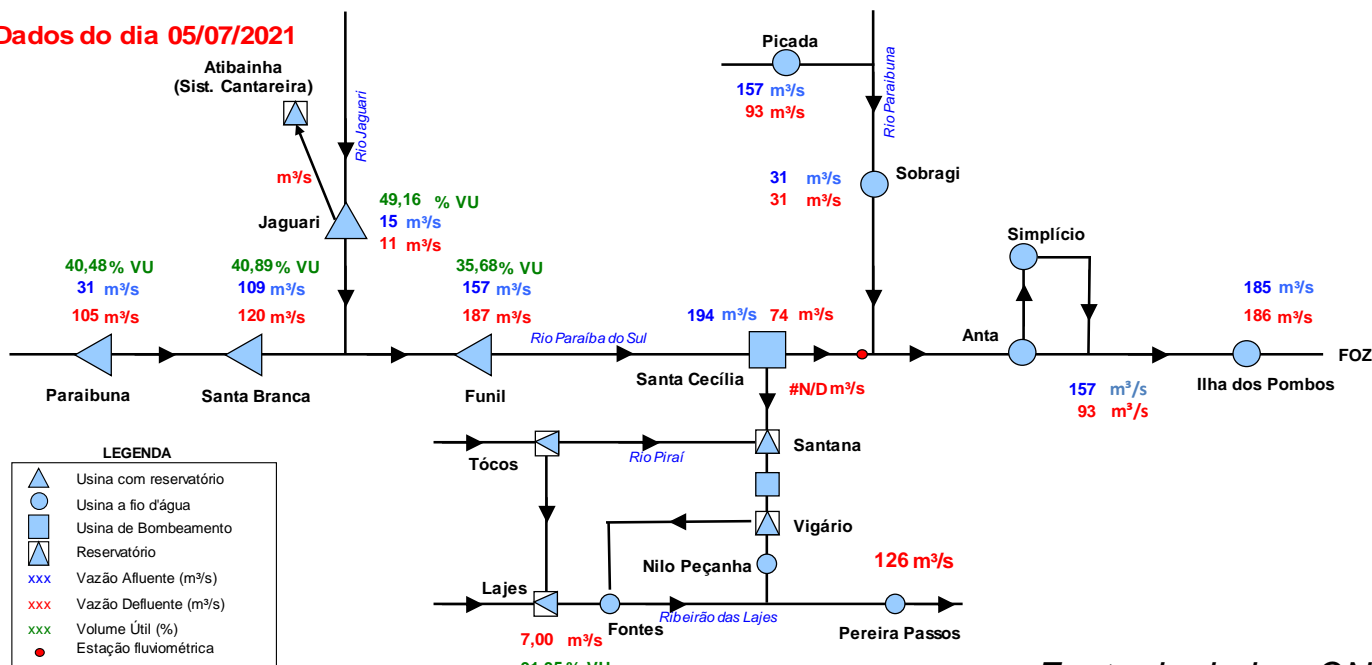 Dados do dia 05/07/2021
Atibainha
(Sist. Cantareira)
Rio Jaguari
m³/s
Jaguari
49,16 % VU
15 m³/s
11 m³/s
Picada
157 m³/s
93 m³/s
Rio Paraibuna
31 m³/s
31 m³/s
Sobragi
40,48 % VU
31 m³/s
105 m³/s
Paraibuna
40,89 % VU
109 m³/s
120 m³/s
Santa Branca
35,68 % VU
157 m³/s
187 m³/s
Funil
Rio Paraíba do Sul
194 m³/s 74 m³/s
Santa Cecília
#N/D m³/s
Simplício
Anta
157 m³/s
93 m³/s
185 m³/s
186 m³/s
Ilha dos Pombos
FOZ
Tócos
Rio Piraí
Santana
Vigário
Nilo Peçanha
126 m³/s
Lajes
Fontes
Ribeirão das Lajes
Pereira Passos
7,00 m³/s
LEGENDA
Usina com reservatório
Usina a fio d'água
Usina de Bombeamento
Reservatório
xxx Vazão Afluente (m³/s)
xxx Vazão Defluente (m³/s)
xxx Volume Útil (%)
Estação fluviométrica